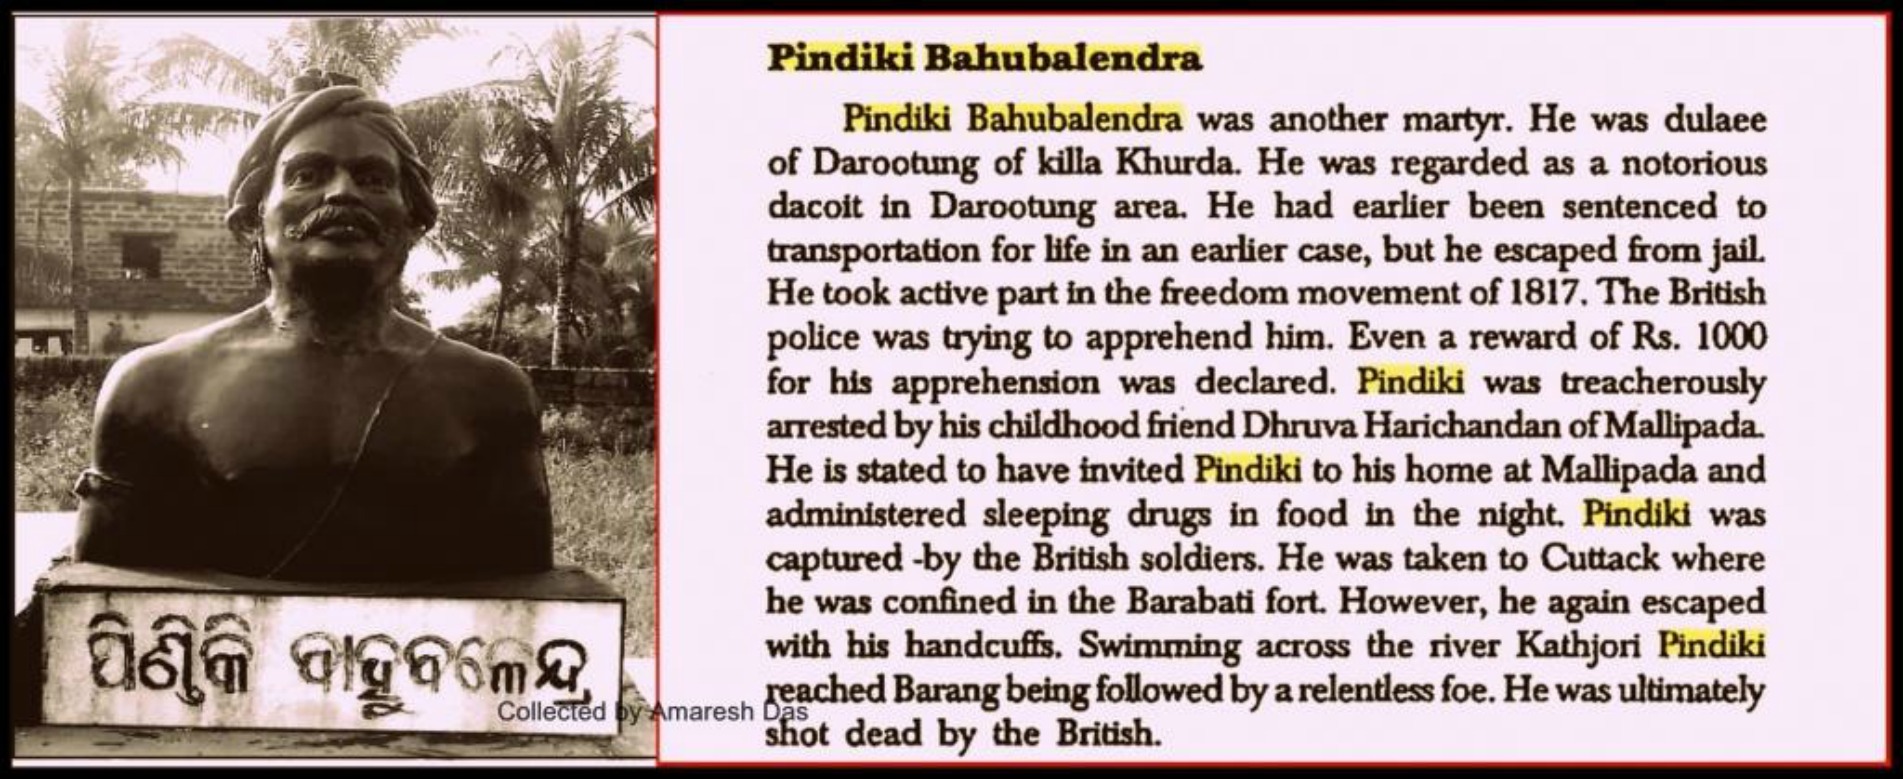 ପିଣ୍ଡିକି ବାହୁବଳେନ୍ଦ୍ର
Collected by Amaresh Das
Pindiki Bahubalendra
Pindiki Bahubalendra was another martyr. He was dulaee
of Darootung of killa Khurda. He was regarded as a notorious
dacoit in Darootung area. He had earlier been sentenced to
transportation for life in an earlier case, but he escaped from jail.
He took active part in the freedom movement of 1817. The British
police was trying to apprehend him. Even a reward of Rs. 1000
for his apprehension was declared. Pindiki was treacherously
arrested by his childhood friend Dhruva Harichandan of Mallipada.
He is stated to have invited Pindiki to his home at Mallipada and
administered sleeping drugs in food in the night. Pindiki was
captured -by the British soldiers. He was taken to Cuttack where
he was confined in the Barabati fort. However, he again escaped
with his handcuffs. Swimming across the river Kathjori Pindiki
reached Barang being followed by a relentless foe. He was ultimately
shot dead by the British.